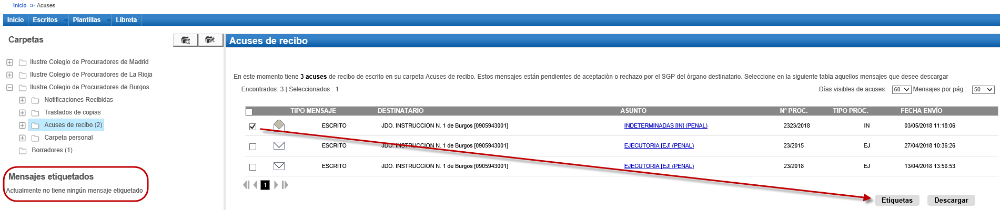 Inicio ≫ Acuses
Inicio Escritos Plantillas Libreta
Carpetas
Ilustre Colegio de Procuradores de Madrid
Ilustre Colegio de Procuradores de La Rioja
Ilustre Colegio de Procuradores de Burgos
Notificaciones Recibidas
Traslados de copias
Acuses de recibo (2)
Carpeta personal
Borradores (1)
Mensajes etiquetados
Actualmente no tiene ningún mensaje etiquetado
Acuses de recibo
En este momento tiene 3 acuses de recibo de escrito en su carpeta Acuses de recibo. Estos mensajes están pendientes de aceptación o rechazo por el SGP del órgano destinatario. Seleccione en la siguiente tabla aquellos mensajes que desee descargar
Encontrados: 3 | Seleccionados : 1 Días visibles de acuses: 60 Mensajes por pág : 50
TIPO MENSAJE DESTINATARIO ASUNTO Nº PROC. TIPO PROC. FECHA ENVÍO
ESCRITO JDO. INSTRUCCION N. 1 de Burgos [0905943001] INDETERMINADAS [IN] (PENAL) 2323/2018 IN 03/05/2018 11:18:06
ESCRITO JDO. INSTRUCCION N. 1 de Burgos [0905943001] EJECUTORIA [EJ] (PENAL) 23/2015 EJ 27/04/2018 10:36:26
ESCRITO JDO. INSTRUCCION N. 1 de Burgos [0905943001] EJECUTORIA [EJ] (PENAL) 23/2018 EJ 13/04/2018 13:58:53
1
Etiquetas Descargar